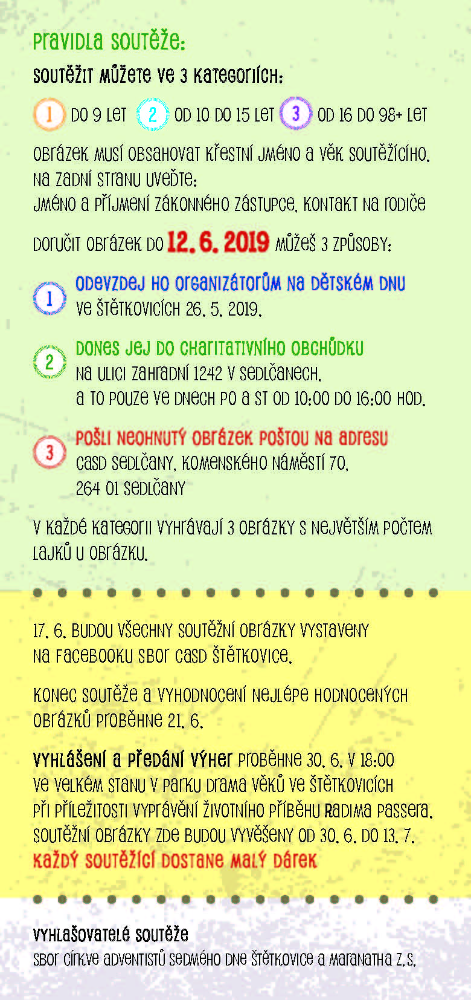 Pravidla soutěže:
Soutěžit můžete ve 3 kategoriích:
1 do 9 let 2 od 10 do 15 let 3 od 16 do 98+ let
Obrázek musí obsahovat křestní jméno a věk soutěžícího.
Na zadní stranu uveďte:
Jméno a příjmení zákonného zástupce, kontakt na rodiče
Doručit obrázek do 12. 6. 2019 můžeš 3 způsoby:
1 Odevzdej ho organizátorům na dětském dnu
ve Štětkovicích 26. 5. 2019.
2 Dones jej do charitativního obchůdku
na ulici Zahradní 1242 v Sedlčanech,
a to pouze ve dnech po a st od 10:00 do 16:00 hod.
3 Pošli neohnutý obrázek poštou na adresu
CASD Sedlčany, Komenského náměstí 70,
264 01 Sedlčany
V každé kategorii vyhrávají 3 obrázky s největším počtem
lajků u obrázku.
17. 6. budou všechny soutěžní obrázky vystaveny
na facebooku sbor CASD Štětkovice.
Konec soutěže a vyhodnocení nejlépe hodnocených
obrázků proběhne 21. 6.
Vyhlášení a předání výher proběhne 30. 6. v 18:00
ve velkém stanu v parku Drama věků ve Štětkovicích
při příležitosti vyprávění životního příběhu Radima Passera.
Soutěžní obrázky zde budou vyvěšeny od 30. 6. do 13. 7.
Každý soutěžící dostane malý dárek
Vyhlašovatelé soutěže
Sbor Církve adventistů sedmého dne Štětkovice a Maranatha z. s.